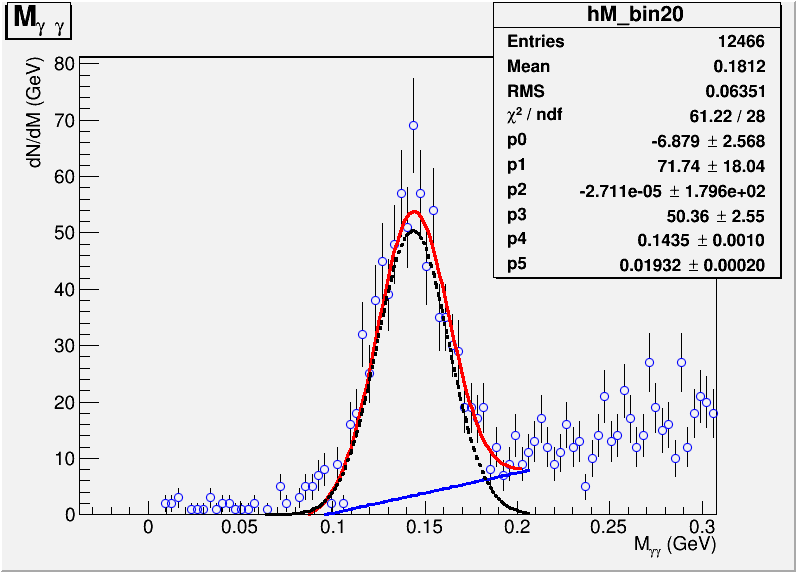 Mγ γ
hM_bin20
Entries 12466
Mean 0.1812
RMS 0.06351
χ² / ndf 61.22 / 28
p0 -6.879 ± 2.568
p1 71.74 ± 18.04
p2 -2.711e-05 ± 1.796e+02
p3 50.36 ± 2.55
p4 0.1435 ± 0.0010
p5 0.01932 ± 0.00020
dN/dM (GeV)
80
70
60
50
40
30
20
10
0
0 0.05 0.1 0.15 0.2 0.25 0.3
Mγγ (GeV)